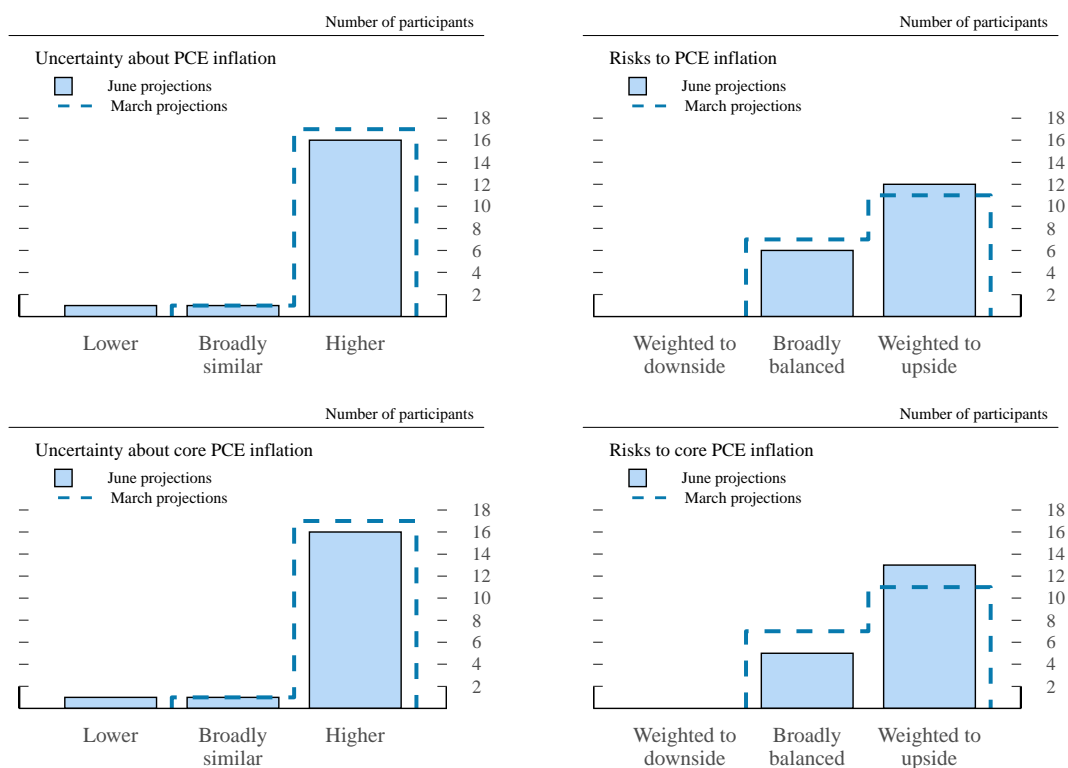 Number of participants
Uncertainty about PCE inflation
June projections
March projections
18
16
14
12
10
8
6
4
2
Lower
Broadly
similar
Higher
Number of participants
Risks to PCE inflation
June projections
March projections
18
16
14
12
10
8
6
4
2
Weighted to
downside
Broadly
balanced
Weighted to
upside
Number of participants
Uncertainty about core PCE inflation
June projections
March projections
18
16
14
12
10
8
6
4
2
Lower
Broadly
similar
Higher
Number of participants
Risks to core PCE inflation
June projections
March projections
18
16
14
12
10
8
6
4
2
Weighted to
downside
Broadly
balanced
Weighted to
upside